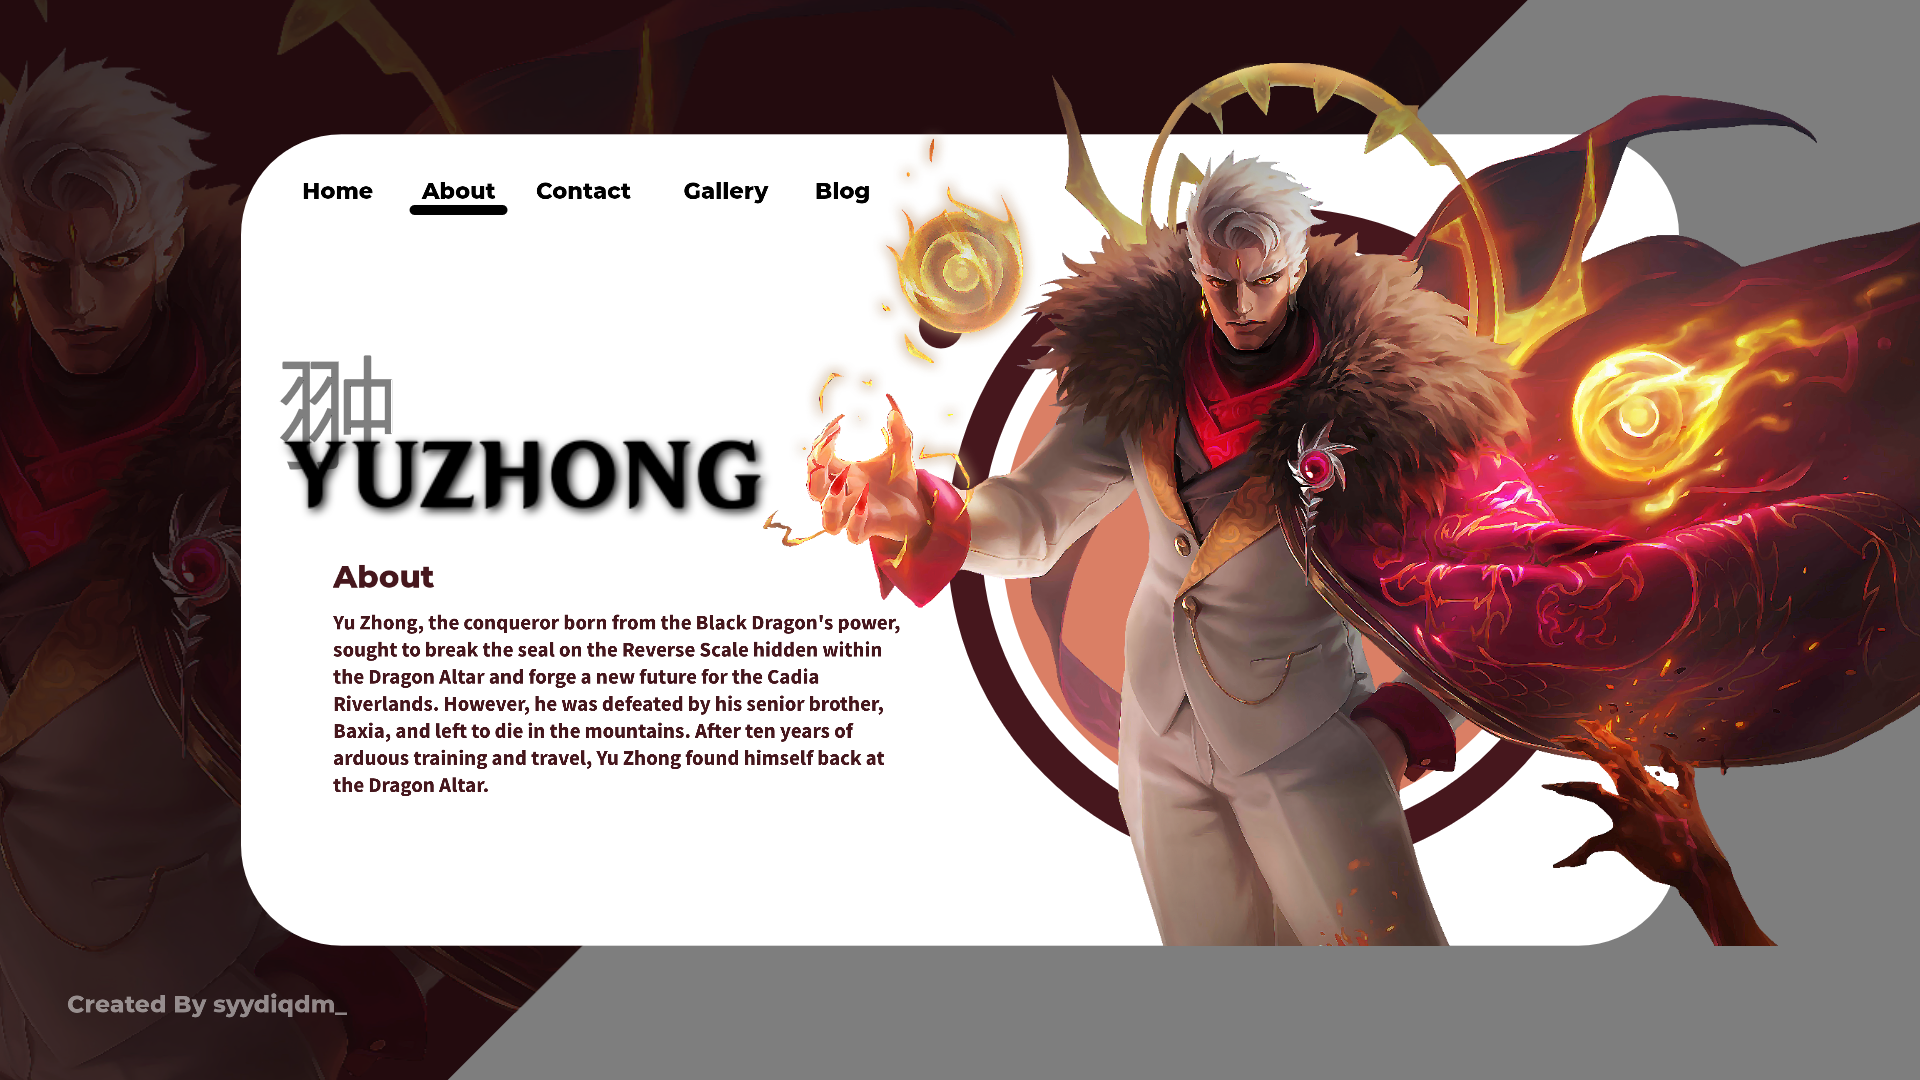 Home About Contact Gallery Blog
翀
YUZHONG
About
Yu Zhong, the conqueror born from the Black Dragon's power,
sought to break the seal on the Reverse Scale hidden within
the Dragon Altar and forge a new future for the Cadia
Riverlands. However, he was defeated by his senior brother,
Baxia, and left to die in the mountains. After ten years of
arduous training and travel, Yu Zhong found himself back at
the Dragon Altar.
Created By syydiqdm_